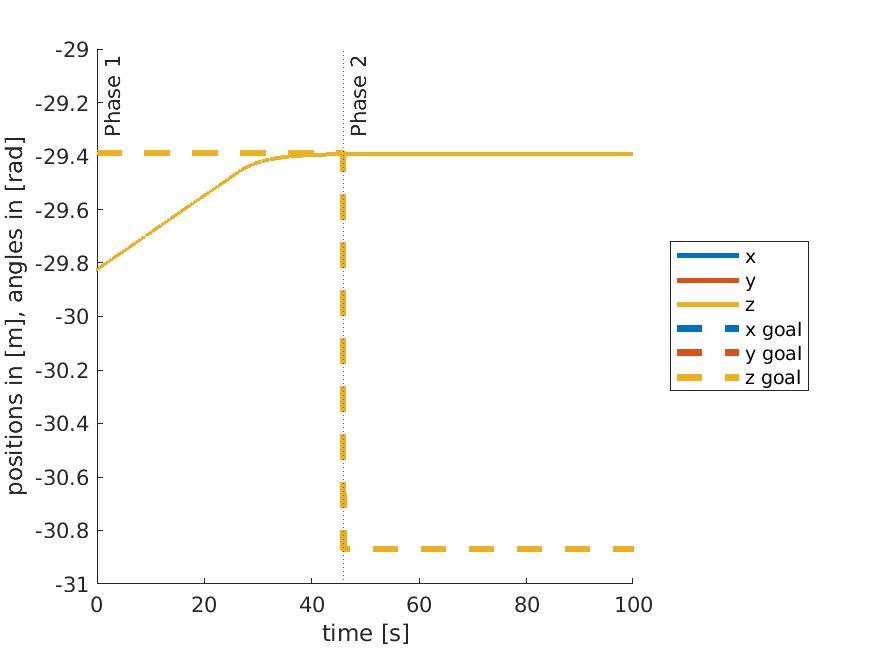 -29
-29.2
-29.4
-29.6
-29.8
-30
-30.2
-30.4
-30.6
-30.8
-31
positions in [m], angles in [rad]
Phase 1
Phase 2
0
20
40
60
80
100
time [s]
x
y
z
x goal
y goal
z goal